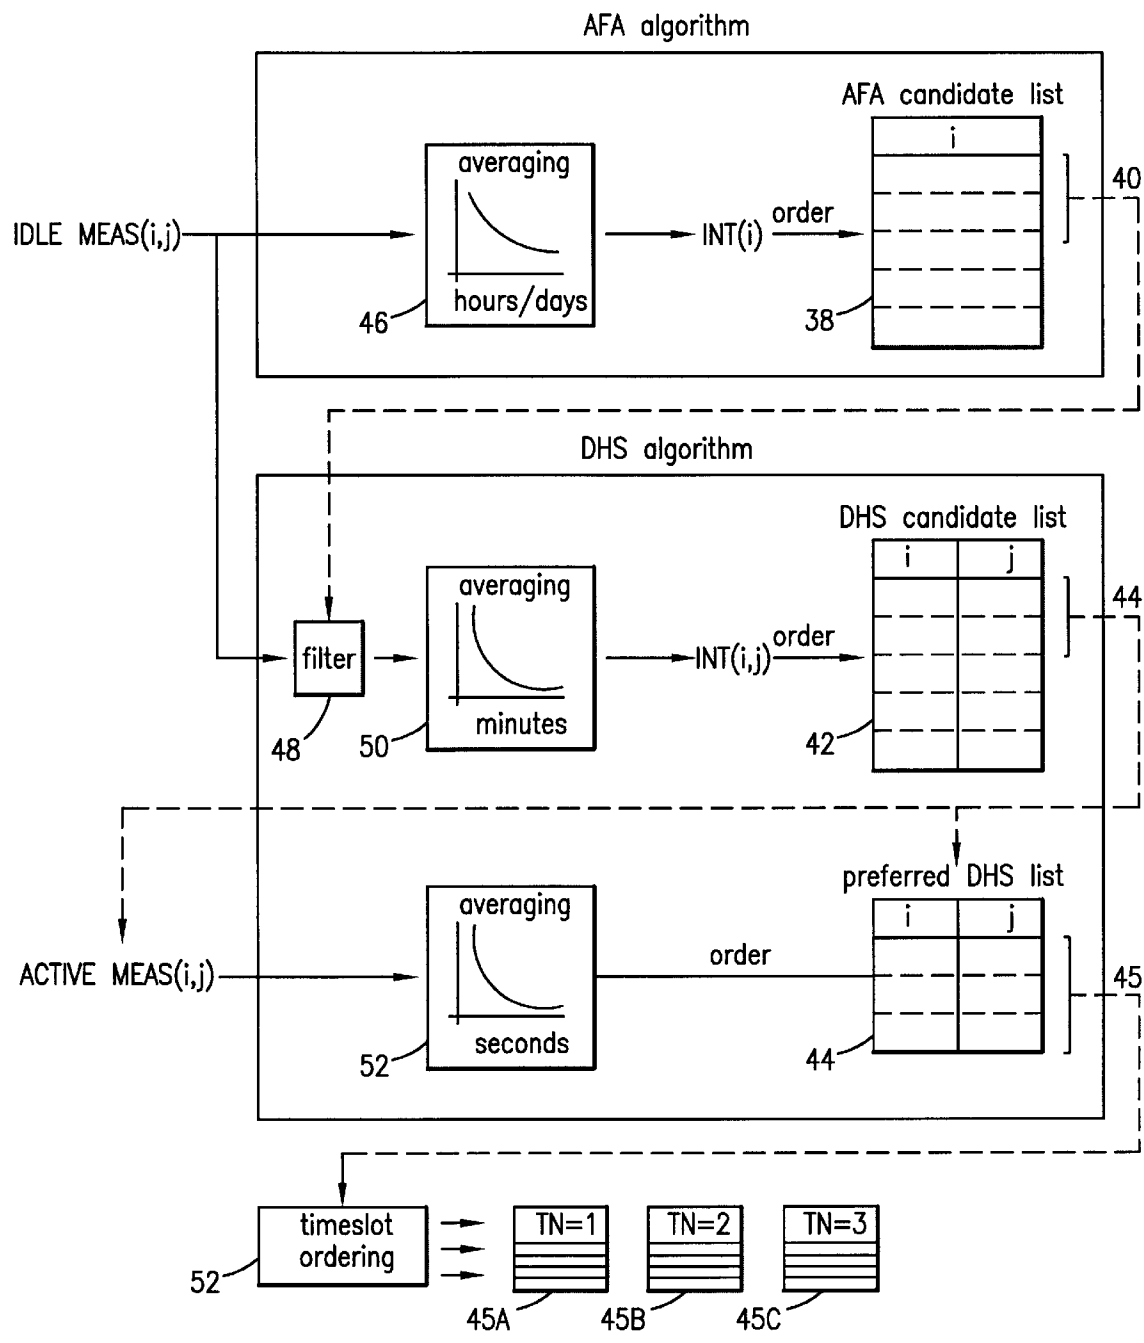 AFA algorithm
AFA candidate list
i
averaging
40
IDLE MEAS(i,j)
INT(i)
order
hours/days
46
38
DHS algorithm
DHS candidate list
i j
averaging
44
filter
INT(i,j)
order
minutes
48
50
42
preferred DHS list
i j
averaging
ACTIVE MEAS(i,j)
order
45
seconds
52
44
timeslot
ordering
TN=1
TN=2
TN=3
52
45A
45B
45C